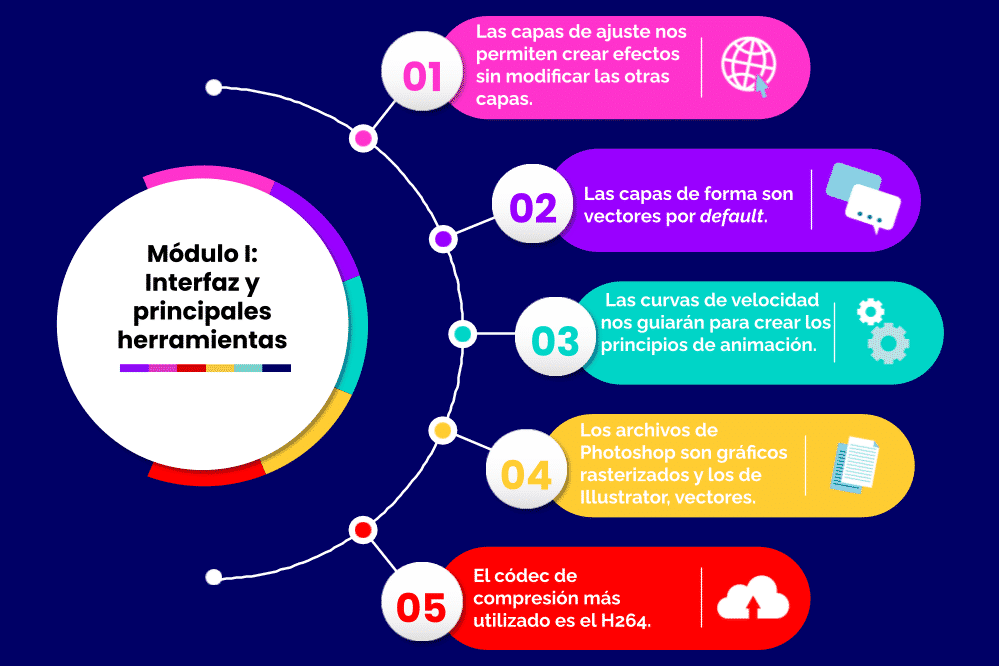 Módulo I:
Interfaz y
principales
herramientas
01
Las capas de ajuste nos
permiten crear efectos
sin modificar las otras
capas.
02
Las capas de forma son
vectores por default.
03
Las curvas de velocidad
nos guiarán para crear los
principios de animación.
04
Los archivos de
Photoshop son gráficos
rasterizados y los de
Illustrator, vectores.
05
El códec de
compresión más
utilizado es el H264.